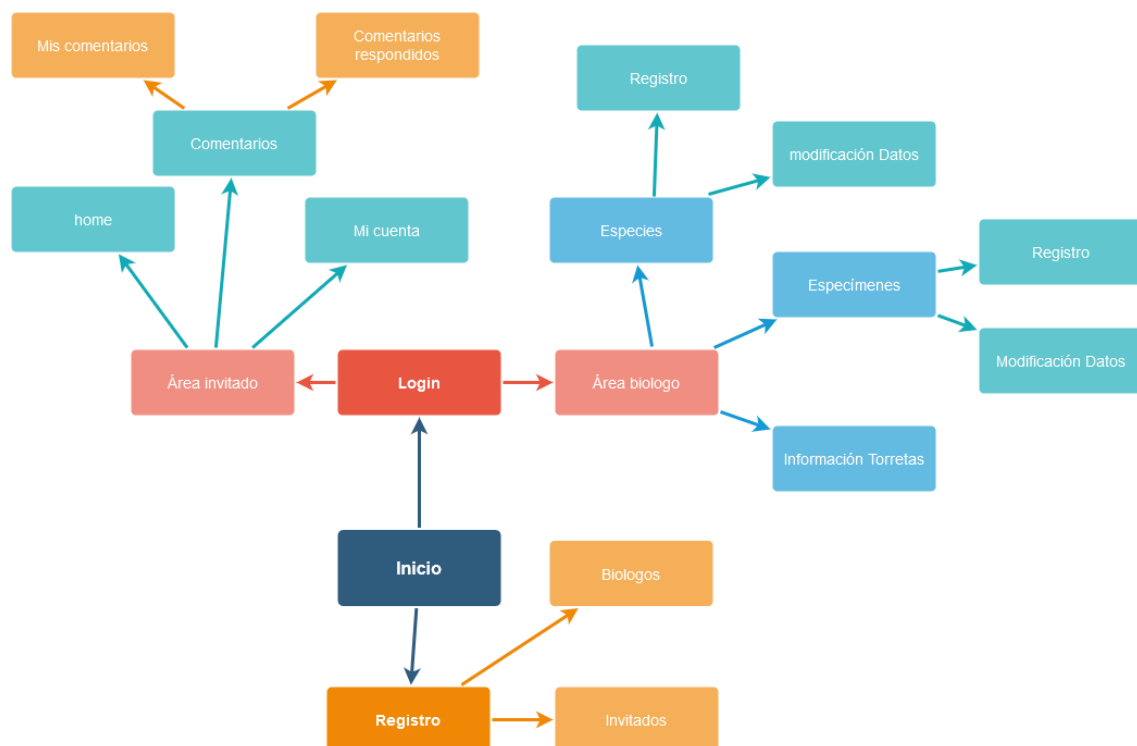 Mis comentarios
Comentarios
respondidos
Registro
Comentarios
modificación Datos
home
Mi cuenta
Especies
Registro
Especímenes
Modificación Datos
Área invitado
Login
Área biologo
Información Torretas
Inicio
Biologos
Registro
Invitados